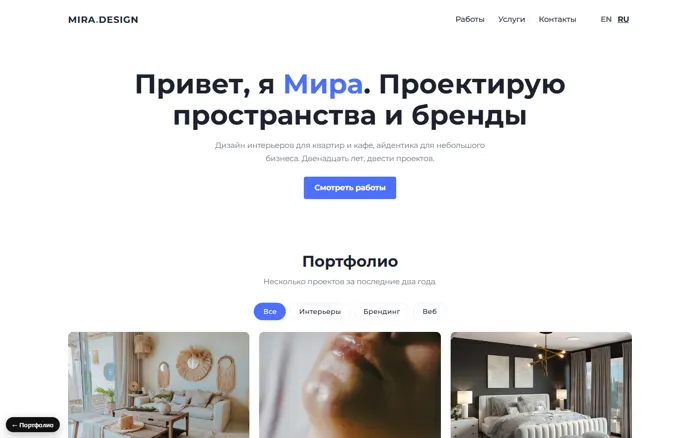 MIRA.DESIGN
Работы Услуги Контакты EN RU
Привет, я Мира. Проектирую
пространства и бренды
Дизайн интерьеров для квартир и кафе, айдентика для небольшого
бизнеса. Двенадцать лет, двести проектов.
Смотреть работы
Портфолио
Несколько проектов за последние два года.
Все Интерьеры Брендинг Веб
← Портфолио